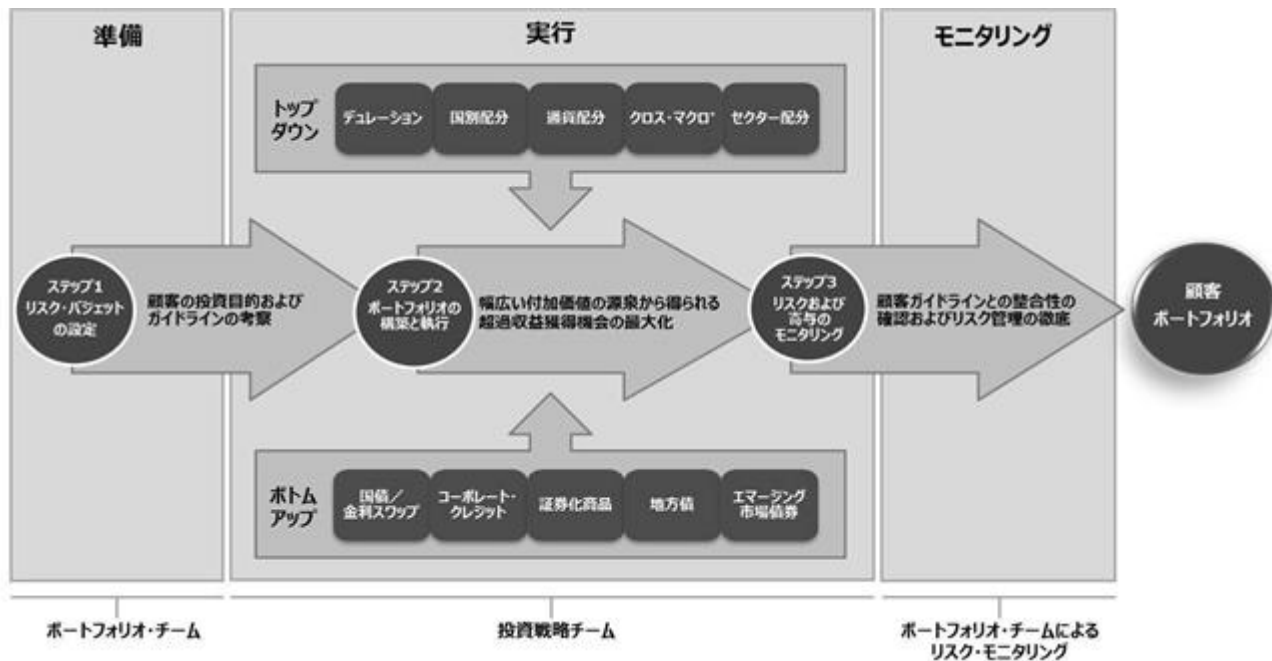 準備
実行
モニタリング
トップ
ダウン
デュレーション
国別配分
通貨配分
クロス・マクロ*
セクター配分
ステップ1
リスク・バジェット
の設定
顧客の投資目的および
ガイドラインの考察
ステップ2
ポートフォリオの
構築と執行
幅広い付加価値の源泉から得られる
超過収益獲得機会の最大化
ステップ3
リスクおよび
寄与の
モニタリング
顧客ガイドラインとの整合性の
確認およびリスク管理の徹底
顧客
ポートフォリオ
ボトム
アップ
国債/
金利スワップ
コーポレート・
クレジット
証券化商品
地方債
エマージング
市場債券
ポートフォリオ・チーム
投資戦略チーム
ポートフォリオ・チームによる
リスク・モニタリング